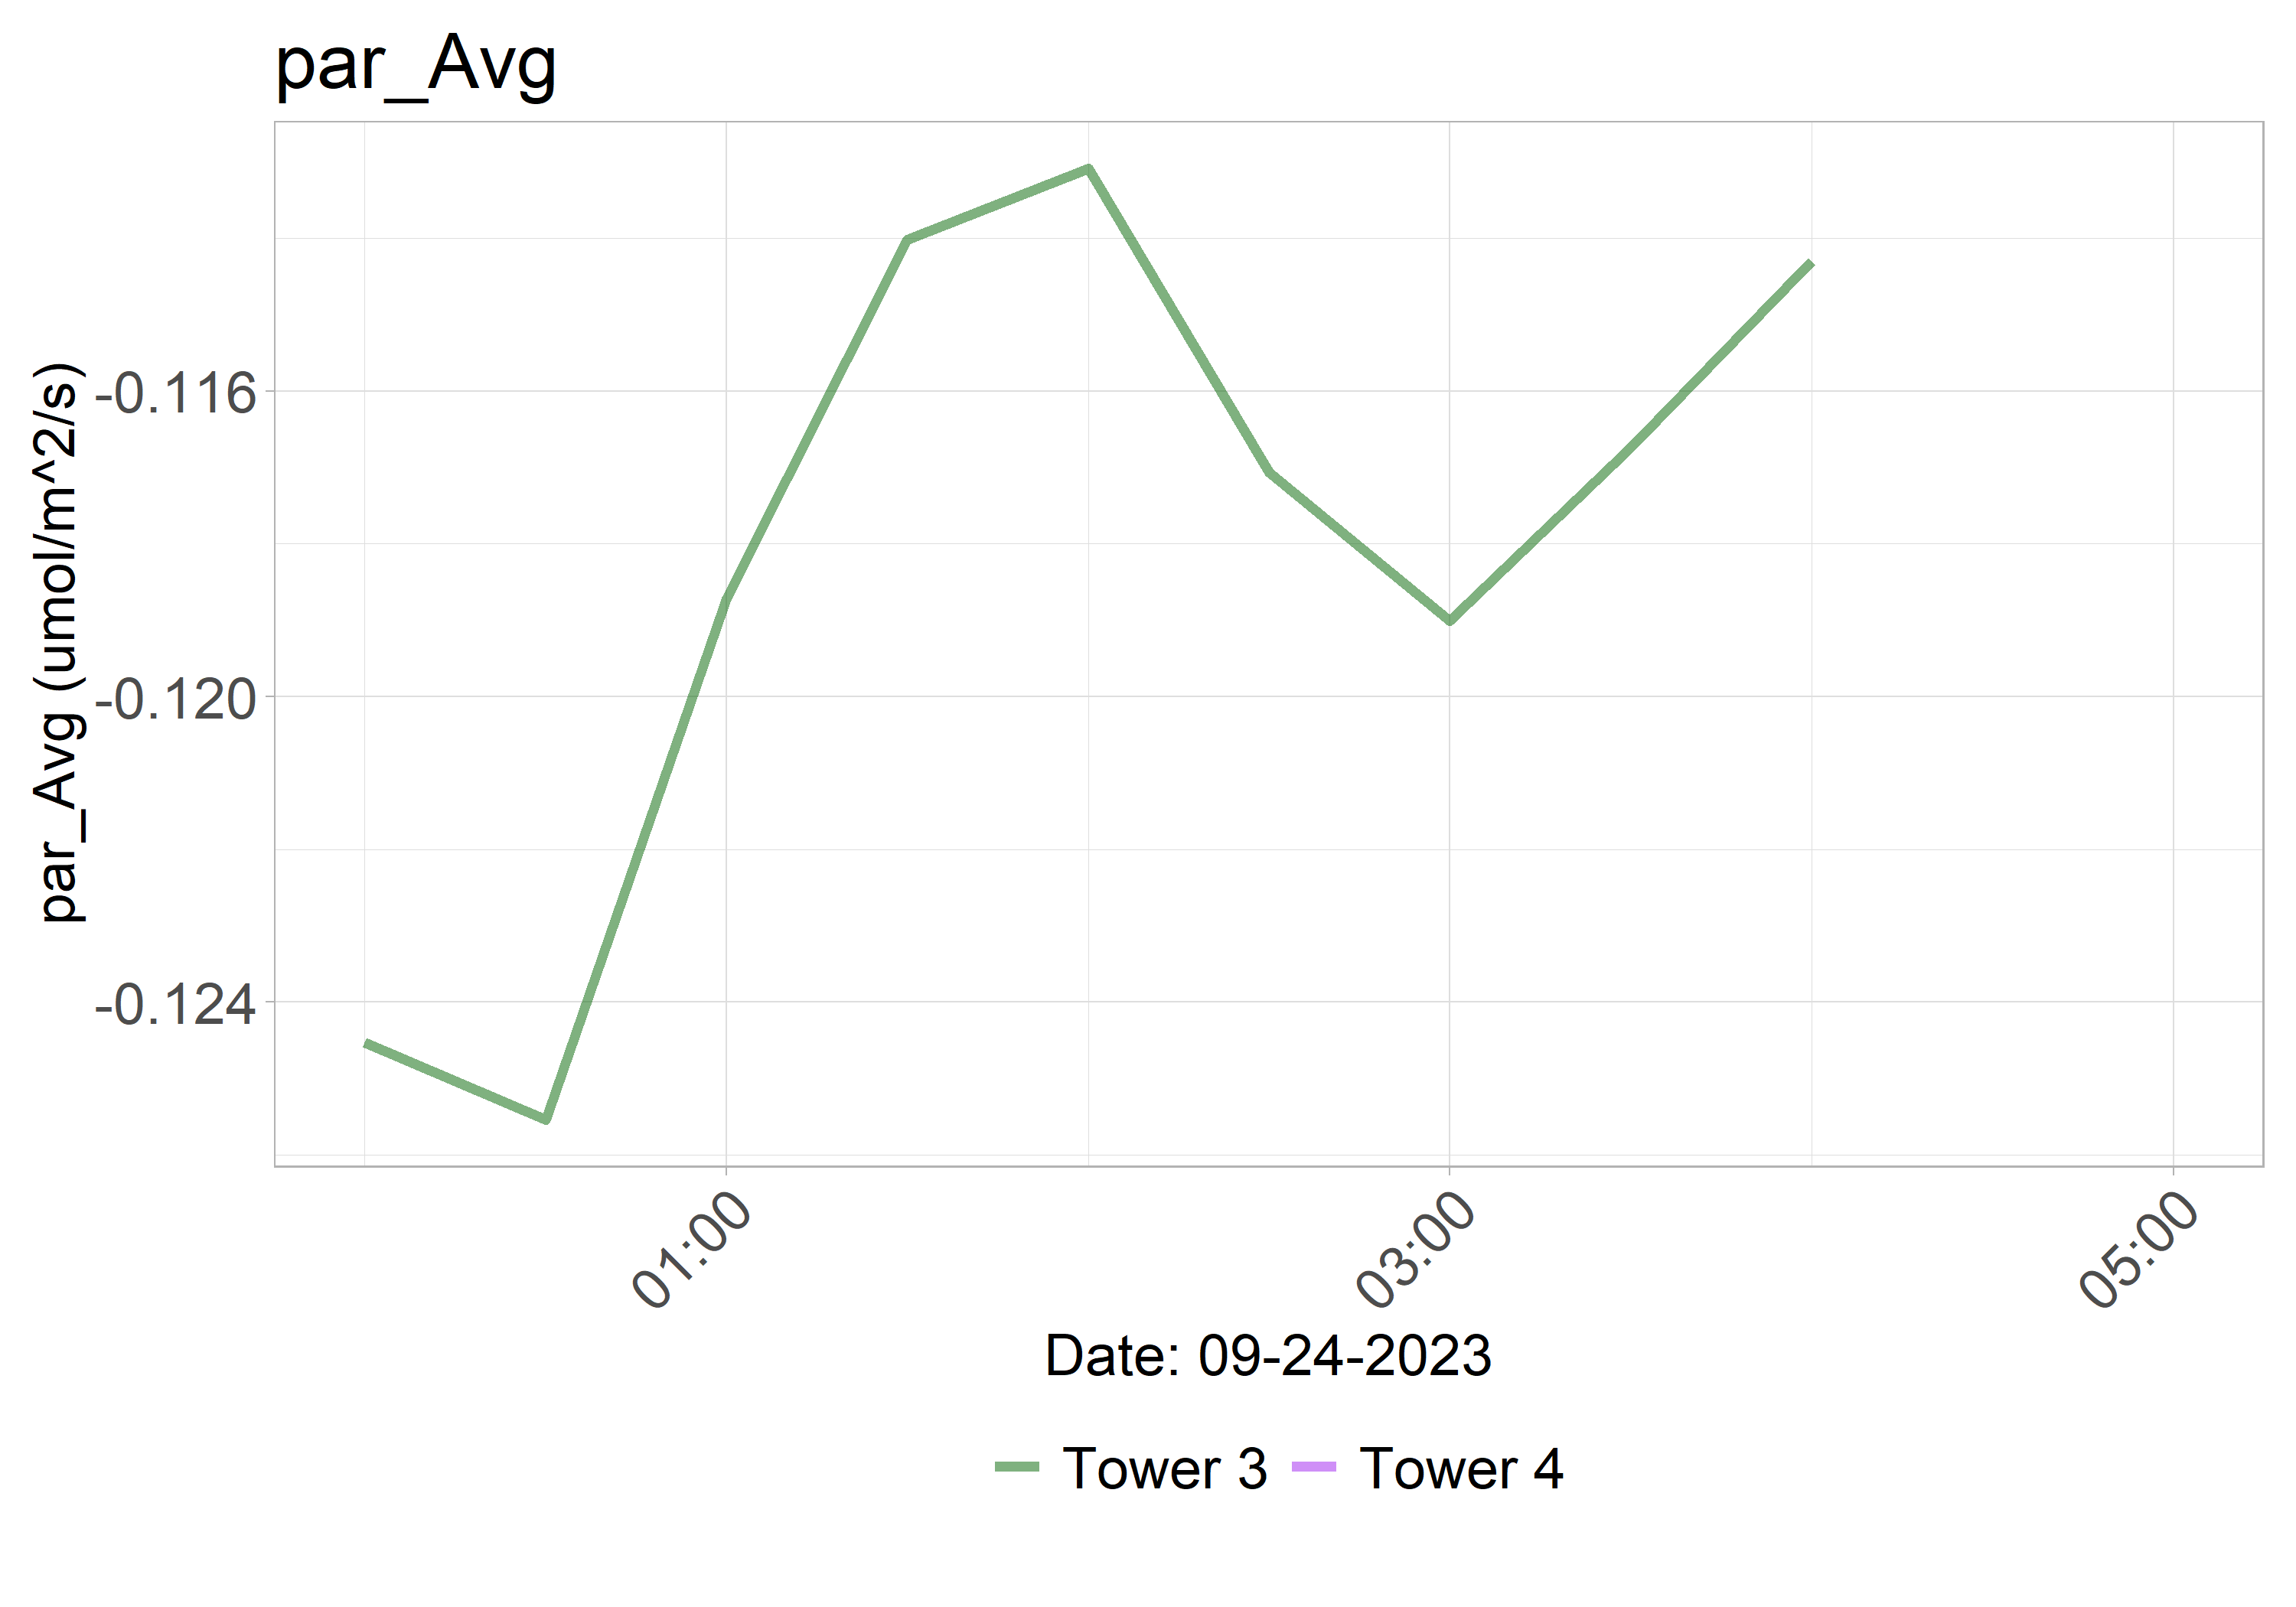 par_Avg
par_Avg (umol/m^2/s)
-0.116
-0.120
-0.124
01:00
03:00
05:00
Date: 09-24-2023
Tower 3
Tower 4